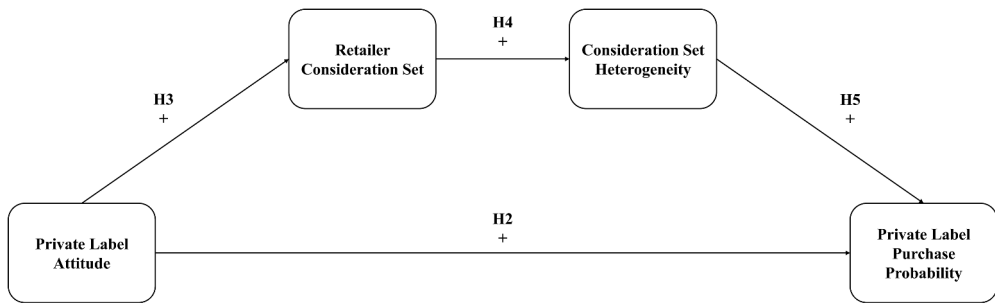 H4
+
Retailer
Consideration Set
Consideration Set
Heterogeneity
H3
+
H5
+
H2
+
Private Label
Attitude
Private Label
Purchase
Probability